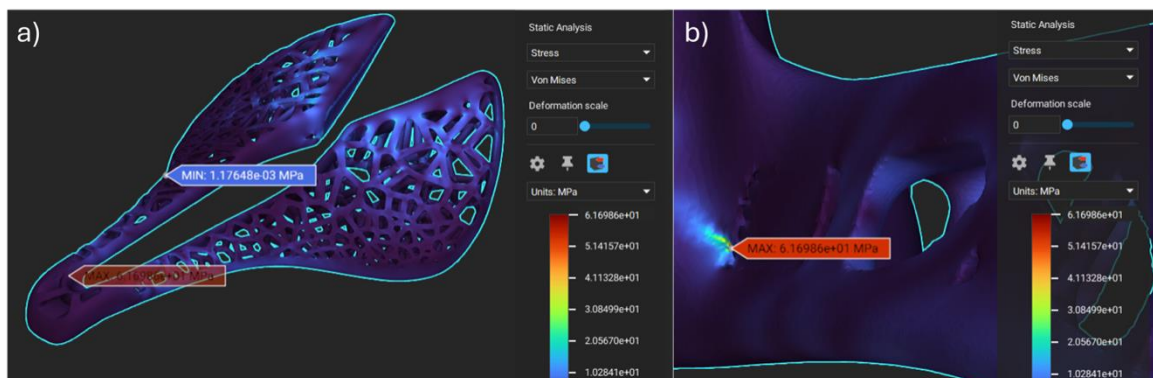 a)
MIN: 1.17648e-03 MPa
MAX: 6.16986e+01 MPa
Static Analysis
Stress
Von Mises
Deformation scale
0
Units: MPa
6.16986e+01
5.14157e+01
4.11328e+01
3.08499e+01
2.05670e+01
1.02841e+01
b)
MAX: 6.16986e+01 MPa
Static Analysis
Stress
Von Mises
Deformation scale
0
Units: MPa
6.16986e+01
5.14157e+01
4.11328e+01
3.08499e+01
2.05670e+01
1.02841e+01